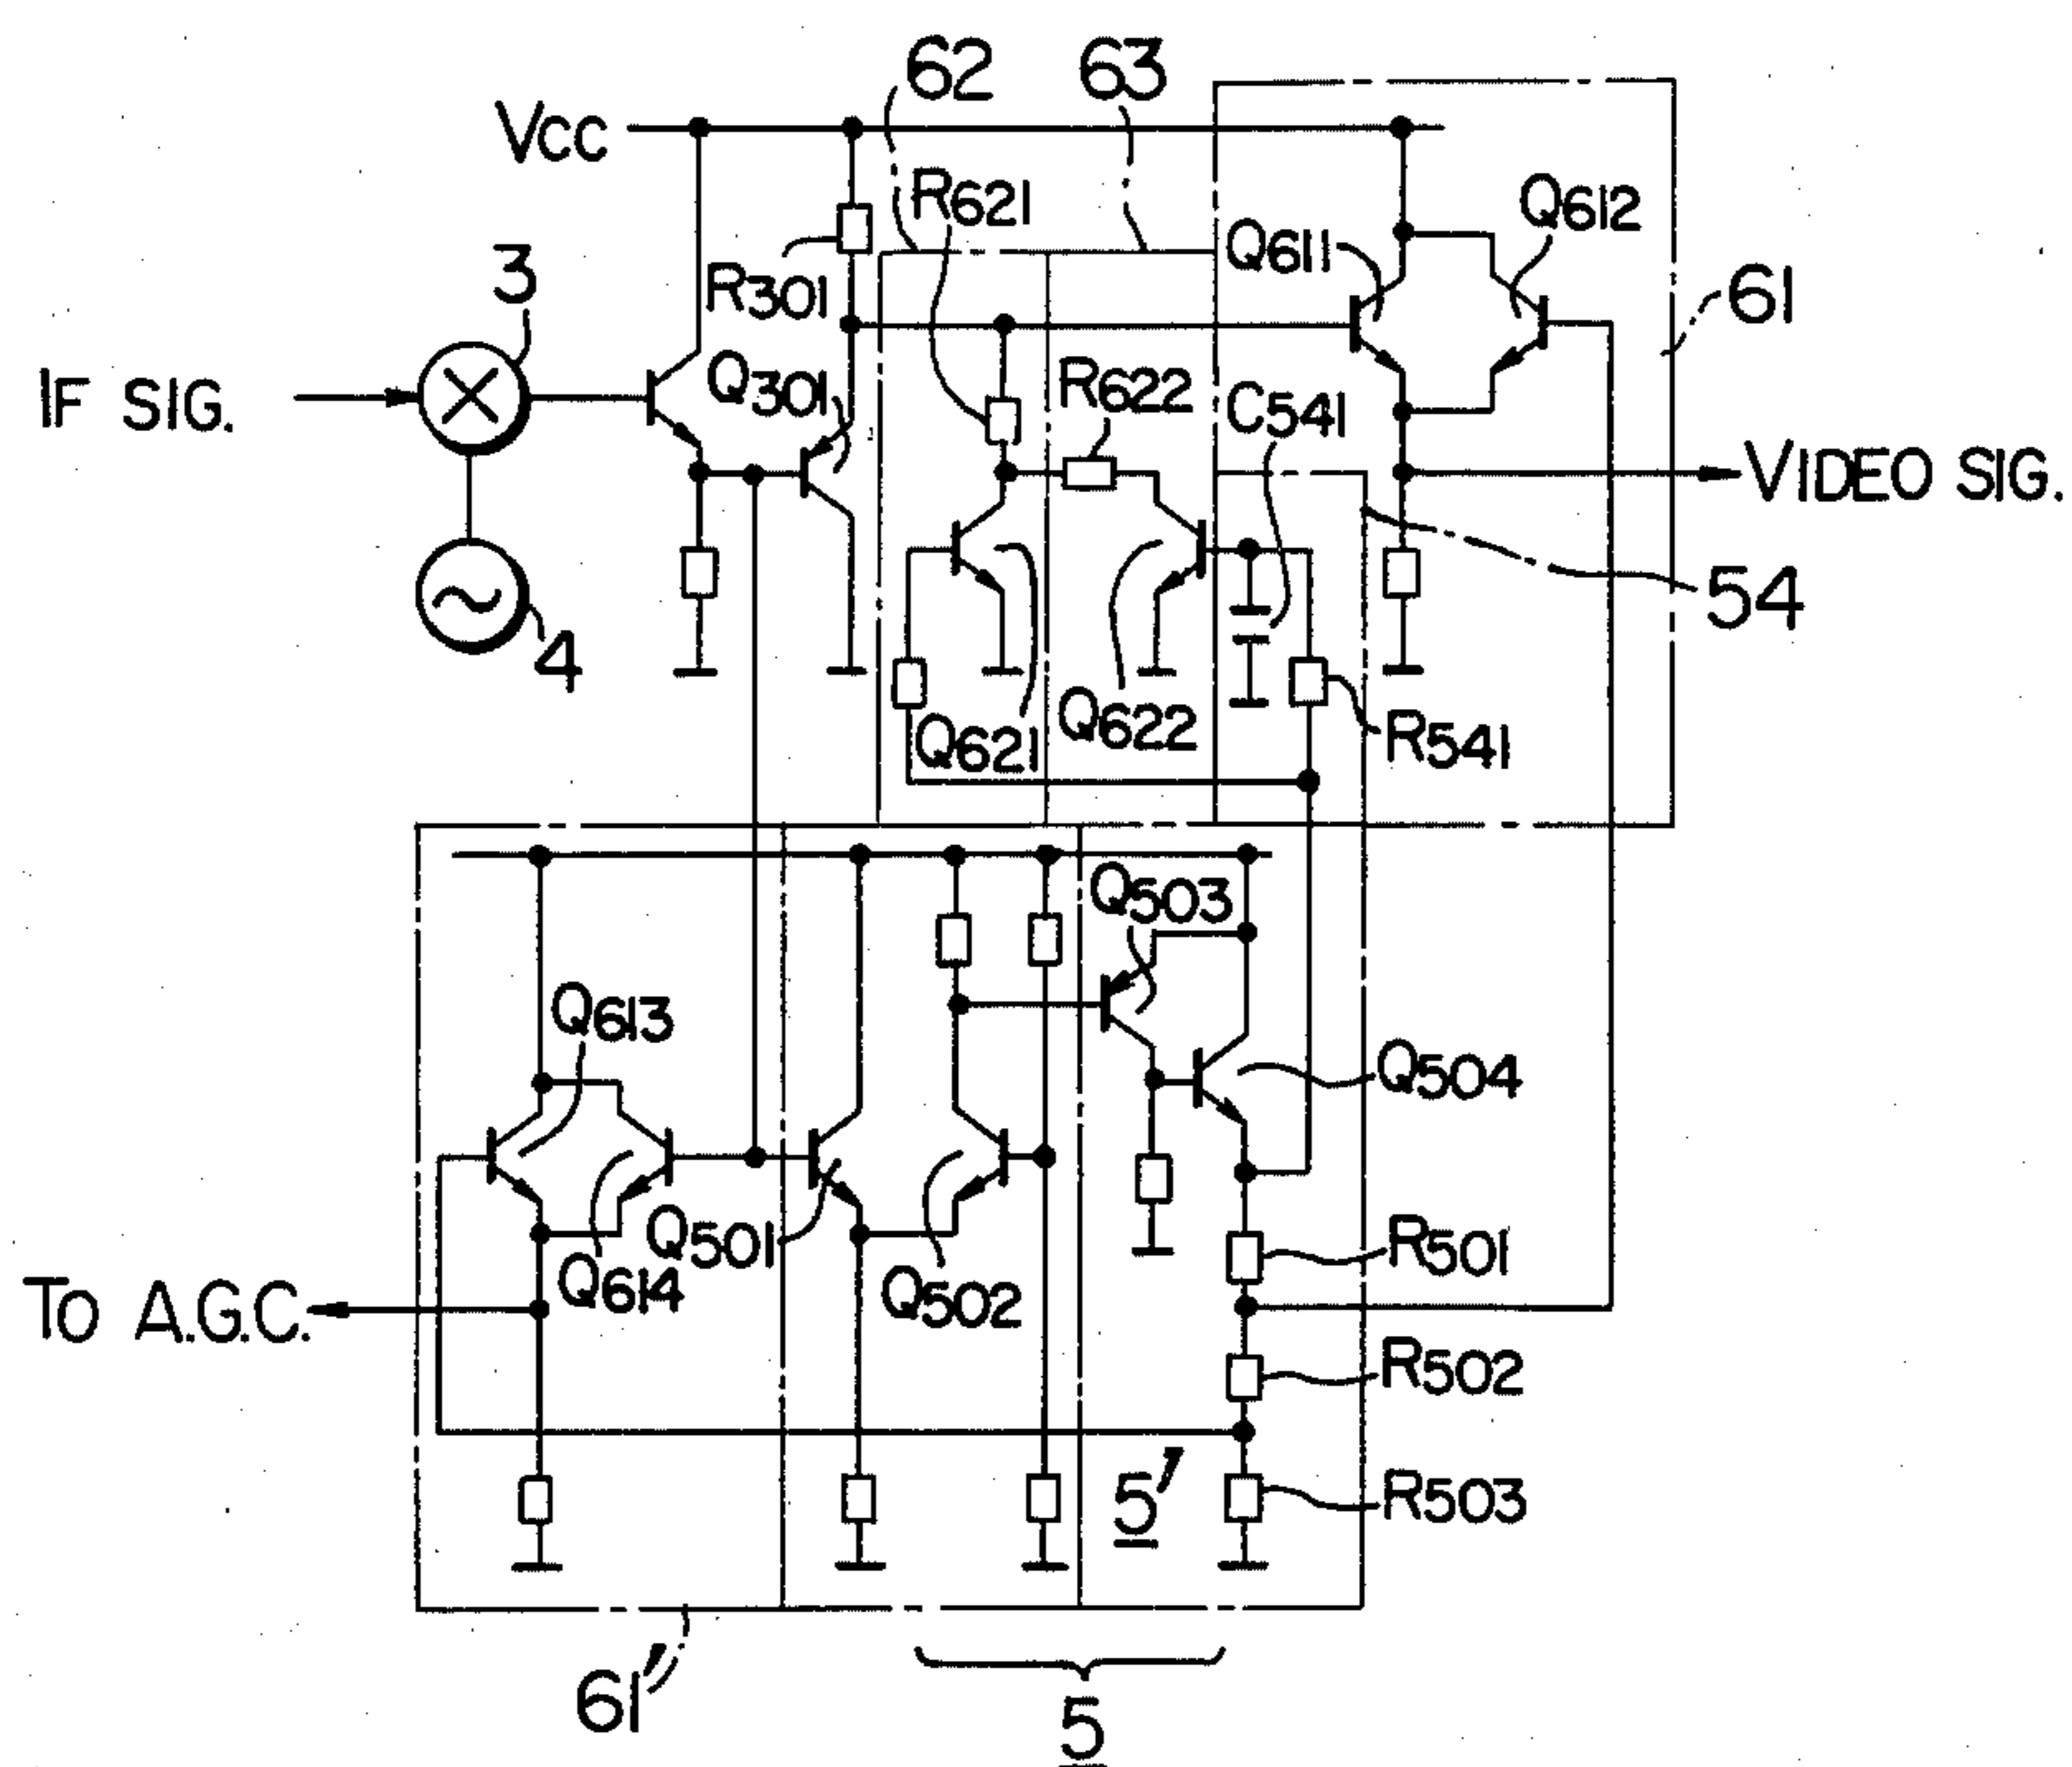 62 63
VCC
R621
Q612
Q611
3
R301
61
Q301
R622
C541
IF SIG.
VIDEO SIG.
54
4
Q621
Q622
R541
Q503
Q613
Q504
Q501
R501
Q614
Q502
TO A.G.C.
R502
5'
R503
61'
5